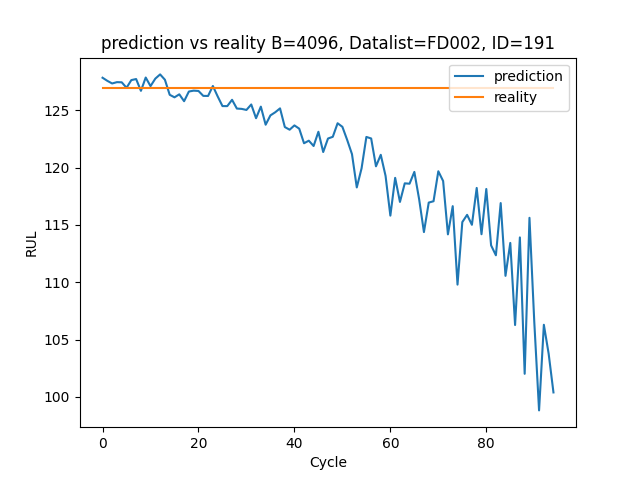 prediction vs reality B=4096, Datalist=FD002, ID=191
prediction
reality
125
120
115
110
105
100
RUL
0 20 40 60 80
Cycle